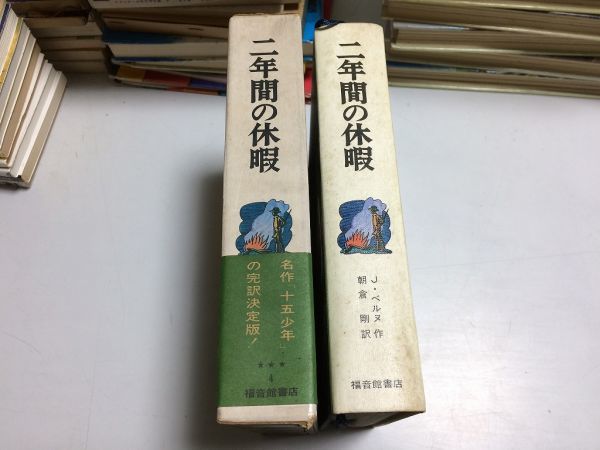 二年間の休暇
名作「十五少年」
の完訳決定版!
★★★
4
福音館書店
二年間の休暇
J・ベルヌ 作
朝倉 剛 訳
福音館書店